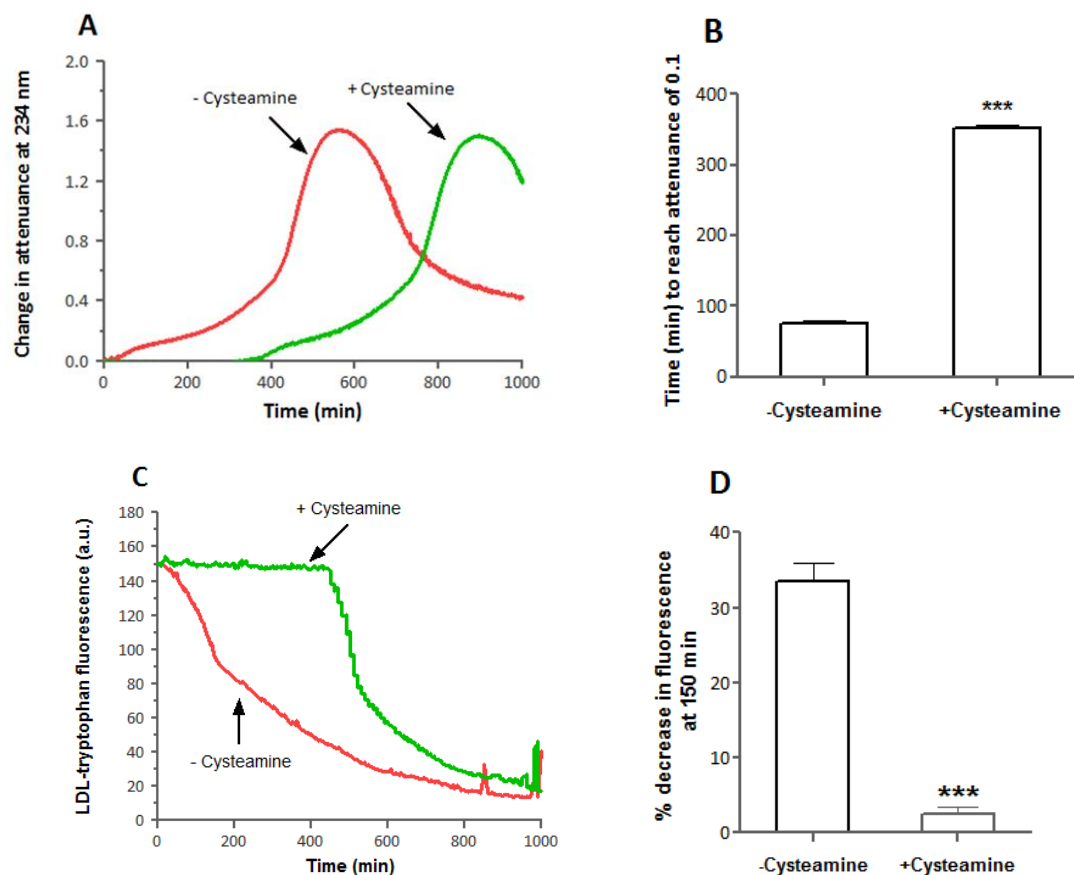 A
Change in attenuance at 234 nm
2.0
1.6
1.2
0.8
0.4
0.0
- Cysteamine
+ Cysteamine
0 200 400 600 800 1000
Time (min)
B
Time (min) to reach attenuance of 0.1
400
300
200
100
0
***
-Cysteamine +Cysteamine
C
LDL-tryptophan fluorescence (a.u.)
180
160
140
120
100
80
60
40
20
0
+ Cysteamine
- Cysteamine
0 200 400 600 800 1000
Time (min)
D
% decrease in fluorescence
at 150 min
40
30
20
10
0
***
-Cysteamine +Cysteamine